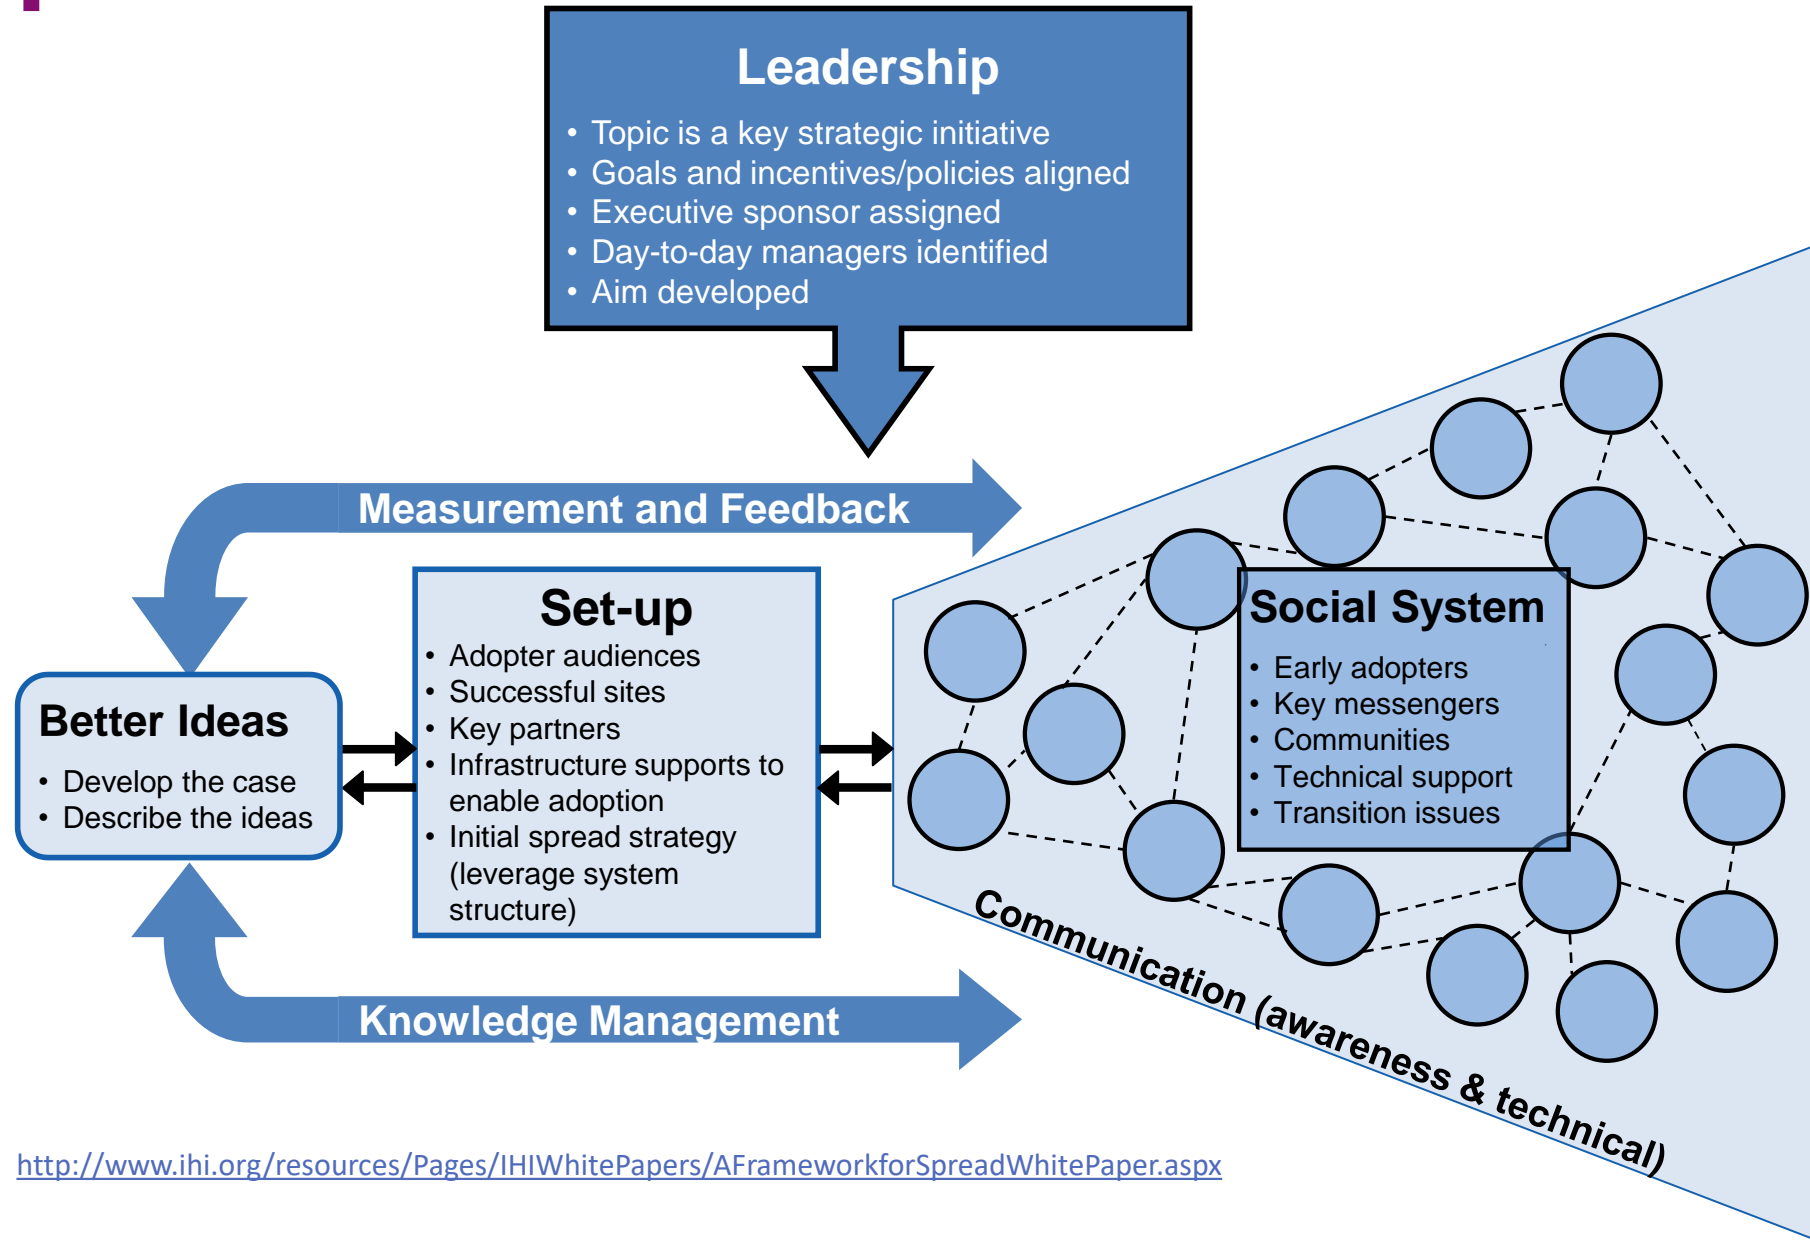 Leadership
• Topic is a key strategic initiative
• Goals and incentives/policies aligned
• Executive sponsor assigned
• Day-to-day managers identified
• Aim developed
Measurement and Feedback
Better Ideas
• Develop the case
• Describe the ideas
Set-up
• Adopter audiences
• Successful sites
• Key partners
• Infrastructure supports to
enable adoption
• Initial spread strategy
(leverage system
structure)
Social System
• Early adopters
• Key messengers
• Communities
• Technical support
• Transition issues
Communication (awareness & technical)
Knowledge Management
http://www.ihi.org/resources/Pages/IHIWhitePapers/AFrameworkforSpreadWhitePaper.aspx